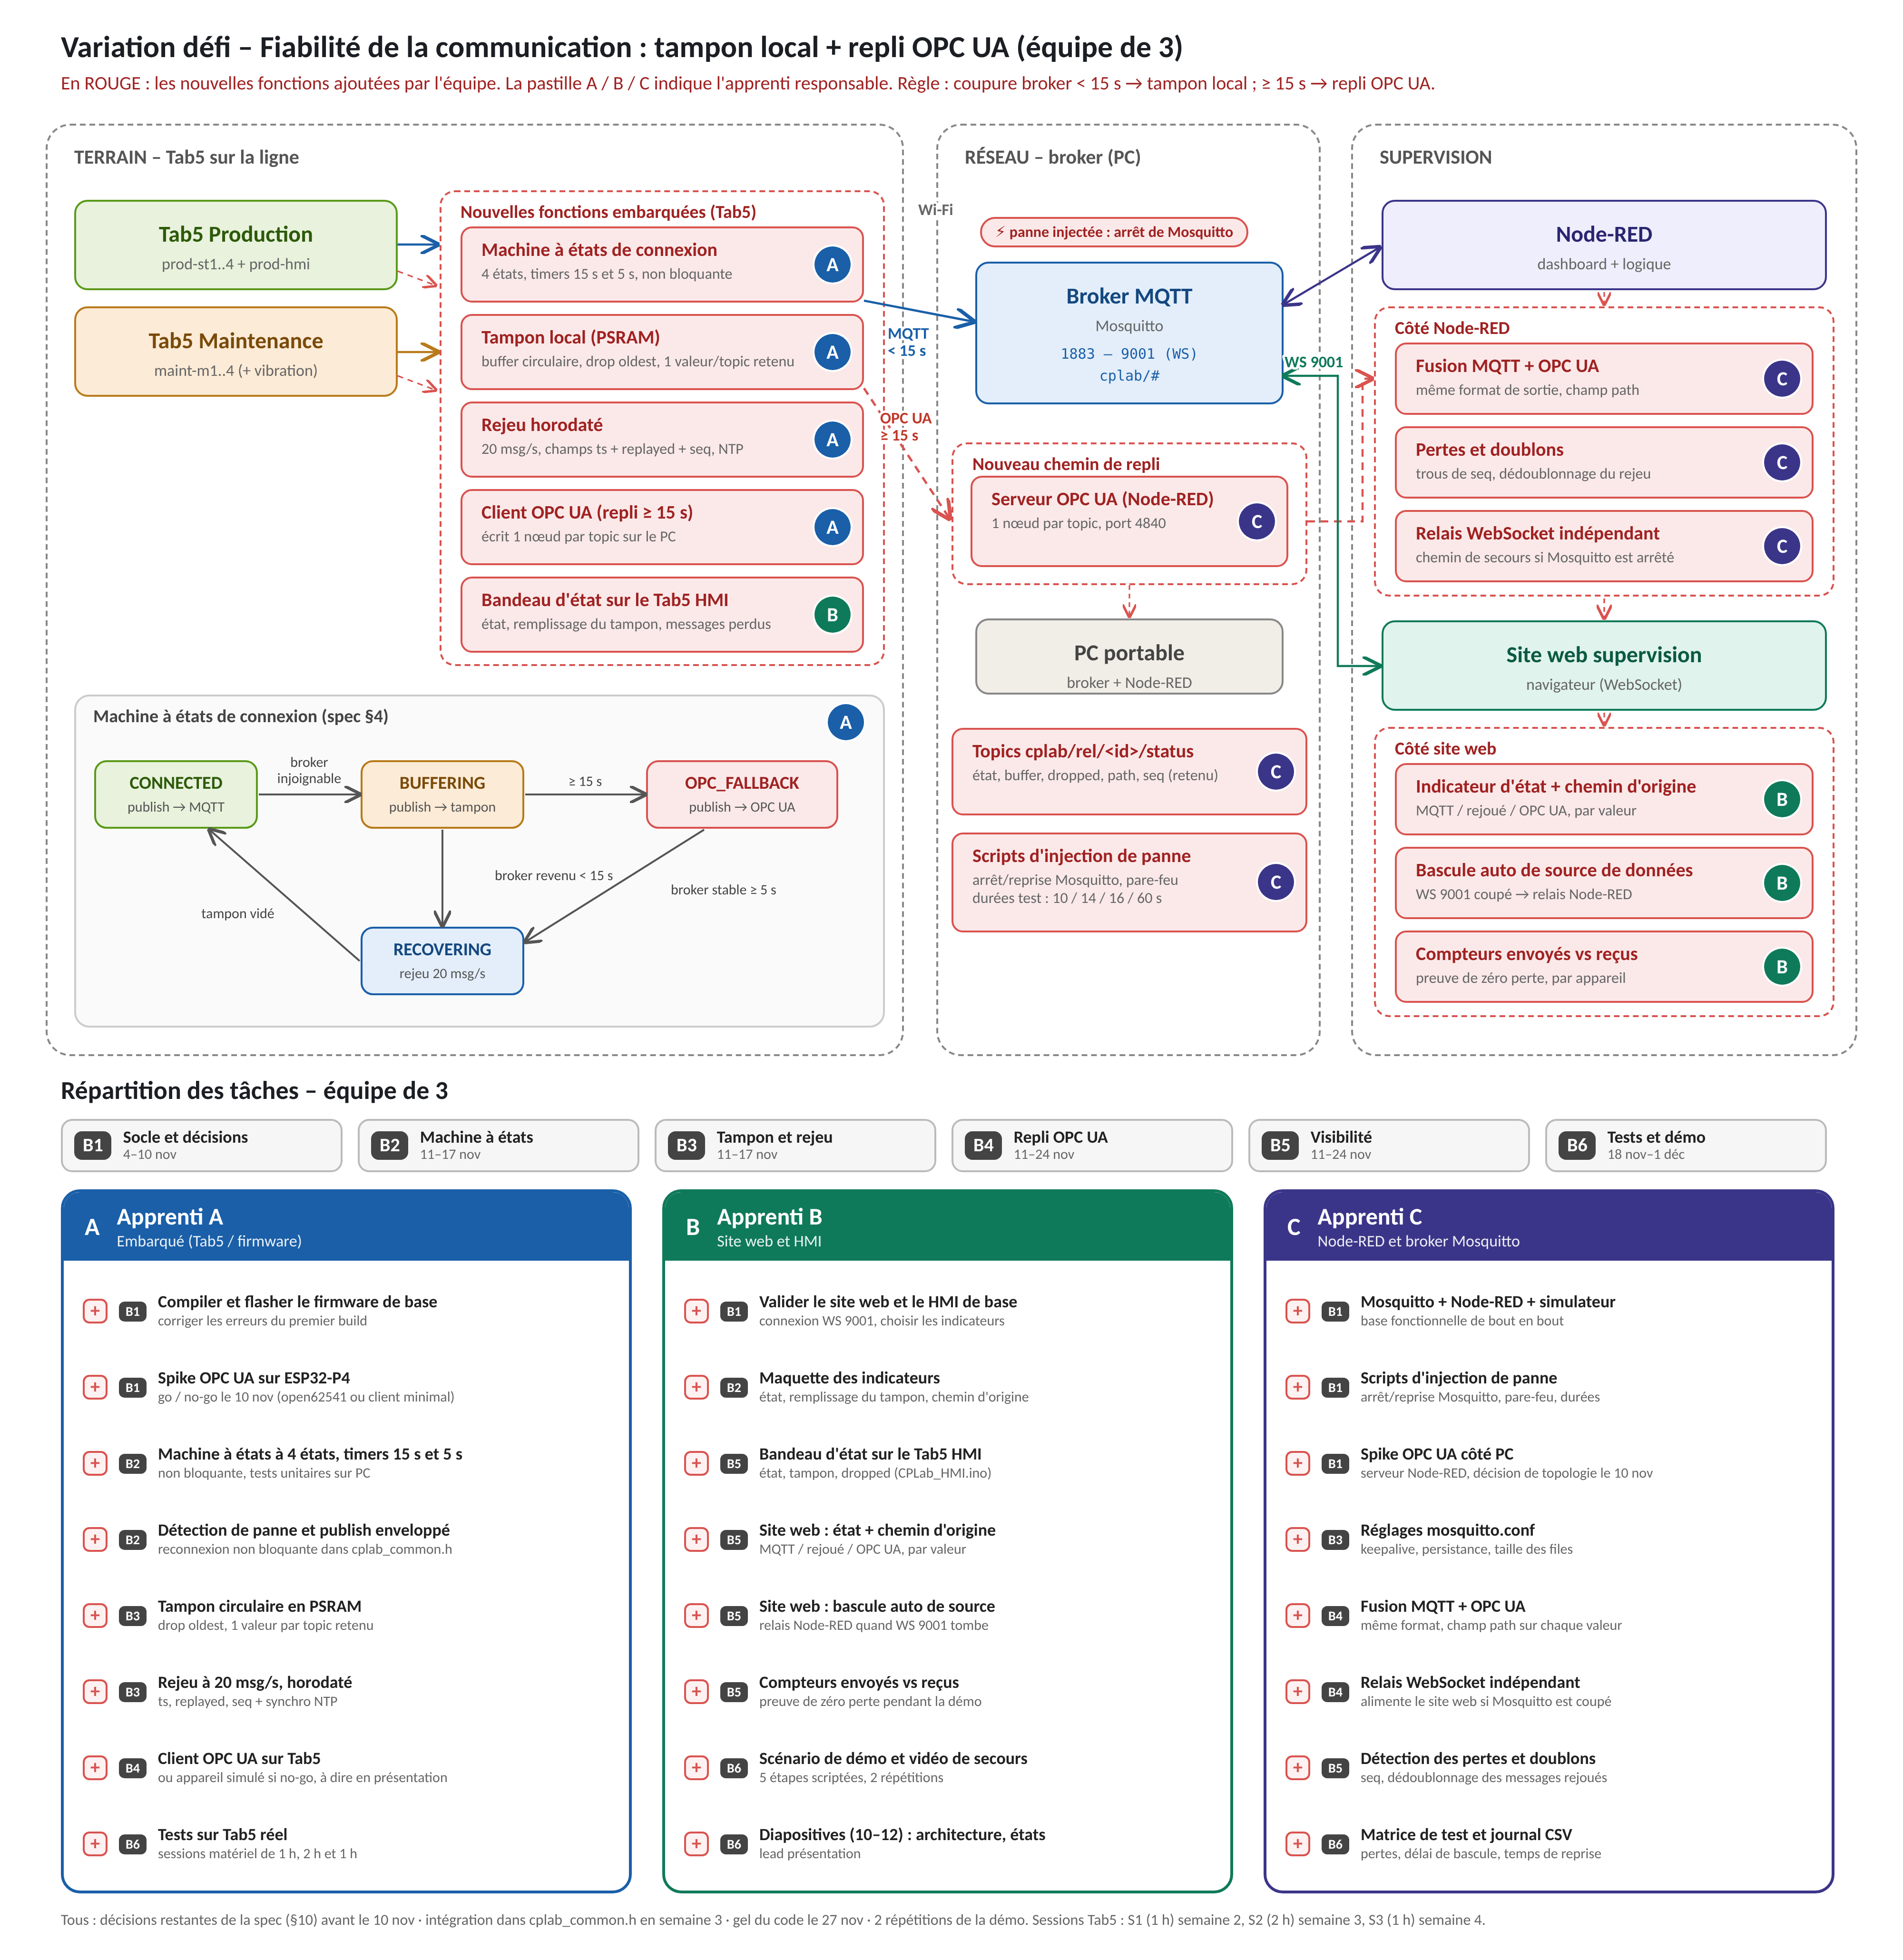 Variation défi – Fiabilité de la communication : tampon local + repli OPC UA (équipe de 3)
En ROUGE : les nouvelles fonctions ajoutées par l'équipe. La pastille A / B / C indique l'apprenti responsable. Règle : coupure broker < 15 s → tampon local ; ≥ 15 s → repli OPC UA.
TERRAIN – Tab5 sur la ligne
Tab5 Production
prod-st1..4 + prod-hmi
Tab5 Maintenance
maint-m1..4 (+ vibration)
Nouvelles fonctions embarquées (Tab5)
Machine à états de connexion
4 états, timers 15 s et 5 s, non bloquante
A
Tampon local (PSRAM)
buffer circulaire, drop oldest, 1 valeur/topic retenu
A
Rejeu horodaté
20 msg/s, champs ts + replayed + seq, NTP
A
Client OPC UA (repli ≥ 15 s)
écrit 1 nœud par topic sur le PC
A
Bandeau d'état sur le Tab5 HMI
état, remplissage du tampon, messages perdus
B
Wi-Fi
MQTT
< 15 s
OPC UA
≥ 15 s
Machine à états de connexion (spec §4)
A
CONNECTED
publish → MQTT
broker
injoignable
BUFFERING
publish → tampon
≥ 15 s
OPC_FALLBACK
publish → OPC UA
broker revenu < 15 s
broker stable ≥ 5 s
tampon vidé
RECOVERING
rejeu 20 msg/s
RÉSEAU – broker (PC)
⚡ panne injectée : arrêt de Mosquitto
Broker MQTT
Mosquitto
1883 – 9001 (WS)
cplab/#
WS 9001
Nouveau chemin de repli
Serveur OPC UA (Node-RED)
1 nœud par topic, port 4840
C
PC portable
broker + Node-RED
Topics cplab/rel/<id>/status
état, buffer, dropped, path, seq (retenu)
C
Scripts d'injection de panne
arrêt/reprise Mosquitto, pare-feu
durées test : 10 / 14 / 16 / 60 s
C
SUPERVISION
Node-RED
dashboard + logique
Côté Node-RED
Fusion MQTT + OPC UA
même format de sortie, champ path
C
Pertes et doublons
trous de seq, dédoublonnage du rejeu
C
Relais WebSocket indépendant
chemin de secours si Mosquitto est arrêté
C
Site web supervision
navigateur (WebSocket)
Côté site web
Indicateur d'état + chemin d'origine
MQTT / rejoué / OPC UA, par valeur
B
Bascule auto de source de données
WS 9001 coupé → relais Node-RED
B
Compteurs envoyés vs reçus
preuve de zéro perte, par appareil
B
Répartition des tâches – équipe de 3
B1 Socle et décisions
4–10 nov
B2 Machine à états
11–17 nov
B3 Tampon et rejeu
11–17 nov
B4 Repli OPC UA
11–24 nov
B5 Visibilité
11–24 nov
B6 Tests et démo
18 nov–1 déc
A Apprenti A
Embarqué (Tab5 / firmware)
+ B1 Compiler et flasher le firmware de base
corriger les erreurs du premier build
+ B1 Spike OPC UA sur ESP32-P4
go / no-go le 10 nov (open62541 ou client minimal)
+ B2 Machine à états à 4 états, timers 15 s et 5 s
non bloquante, tests unitaires sur PC
+ B2 Détection de panne et publish enveloppé
reconnexion non bloquante dans cplab_common.h
+ B3 Tampon circulaire en PSRAM
drop oldest, 1 valeur par topic retenu
+ B3 Rejeu à 20 msg/s, horodaté
ts, replayed, seq + synchro NTP
+ B4 Client OPC UA sur Tab5
ou appareil simulé si no-go, à dire en présentation
+ B6 Tests sur Tab5 réel
sessions matériel de 1 h, 2 h et 1 h
B Apprenti B
Site web et HMI
+ B1 Valider le site web et le HMI de base
connexion WS 9001, choisir les indicateurs
+ B2 Maquette des indicateurs
état, remplissage du tampon, chemin d'origine
+ B5 Bandeau d'état sur le Tab5 HMI
état, tampon, dropped (CPLab_HMI.ino)
+ B5 Site web : état + chemin d'origine
MQTT / rejoué / OPC UA, par valeur
+ B5 Site web : bascule auto de source
relais Node-RED quand WS 9001 tombe
+ B5 Compteurs envoyés vs reçus
preuve de zéro perte pendant la démo
+ B6 Scénario de démo et vidéo de secours
5 étapes scriptées, 2 répétitions
+ B6 Diapositives (10–12) : architecture, états
lead présentation
C Apprenti C
Node-RED et broker Mosquitto
+ B1 Mosquitto + Node-RED + simulateur
base fonctionnelle de bout en bout
+ B1 Scripts d'injection de panne
arrêt/reprise Mosquitto, pare-feu, durées
+ B1 Spike OPC UA côté PC
serveur Node-RED, décision de topologie le 10 nov
+ B3 Réglages mosquitto.conf
keepalive, persistance, taille des files
+ B4 Fusion MQTT + OPC UA
même format, champ path sur chaque valeur
+ B4 Relais WebSocket indépendant
alimente le site web si Mosquitto est coupé
+ B5 Détection des pertes et doublons
seq, dédoublonnage des messages rejoués
+ B6 Matrice de test et journal CSV
pertes, délai de bascule, temps de reprise
Tous : décisions restantes de la spec (§10) avant le 10 nov · intégration dans cplab_common.h en semaine 3 · gel du code le 27 nov · 2 répétitions de la démo. Sessions Tab5 : S1 (1 h) semaine 2, S2 (2 h) semaine 3, S3 (1 h) semaine 4.